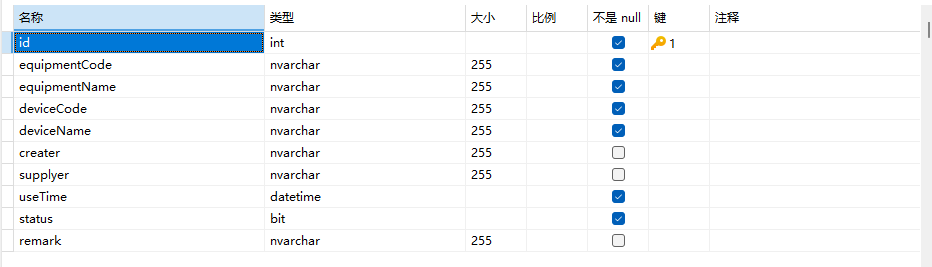 名称 类型 大小 比例 不是 null 键 注释
id int 1
equipmentCode nvarchar 255
equipmentName nvarchar 255
deviceCode nvarchar 255
deviceName nvarchar 255
creater nvarchar 255
supplyer nvarchar 255
useTime datetime
status bit
remark nvarchar 255